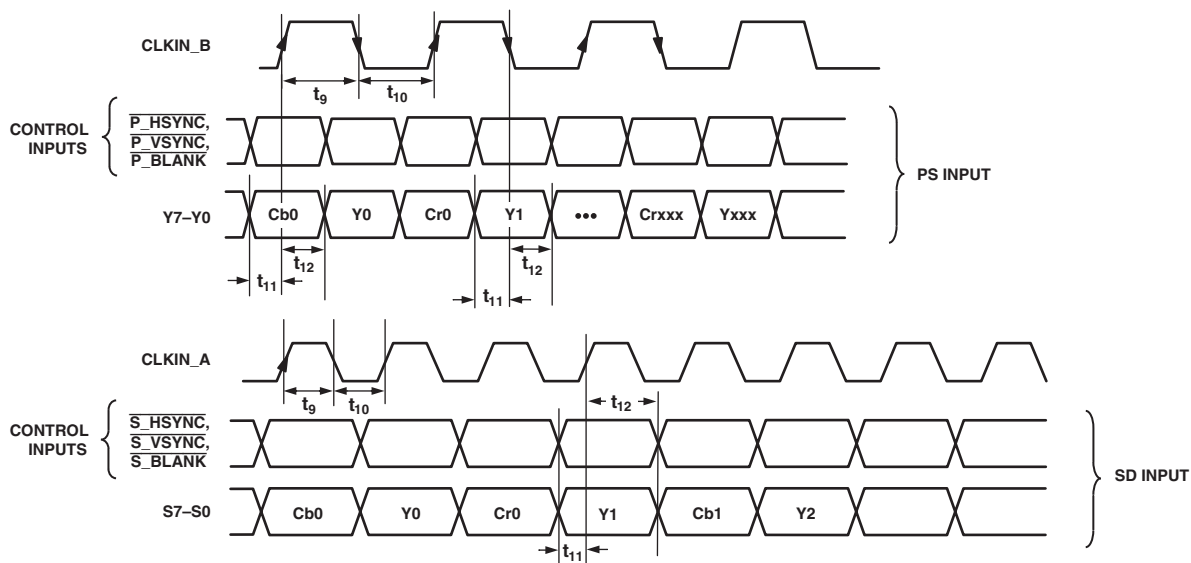 CLKIN_B
t9
t10
CONTROL INPUTS
P_HSYNC,
P_VSYNC,
P_BLANK
PS INPUT
Y7–Y0
Cb0 Y0 Cr0 Y1 ••• Crxxx Yxxx
t12
t12
t11
t11
CLKIN_A
t9
t10
t12
CONTROL INPUTS
S_HSYNC,
S_VSYNC,
S_BLANK
SD INPUT
S7–S0
Cb0 Y0 Cr0 Y1 Cb1 Y2
t11